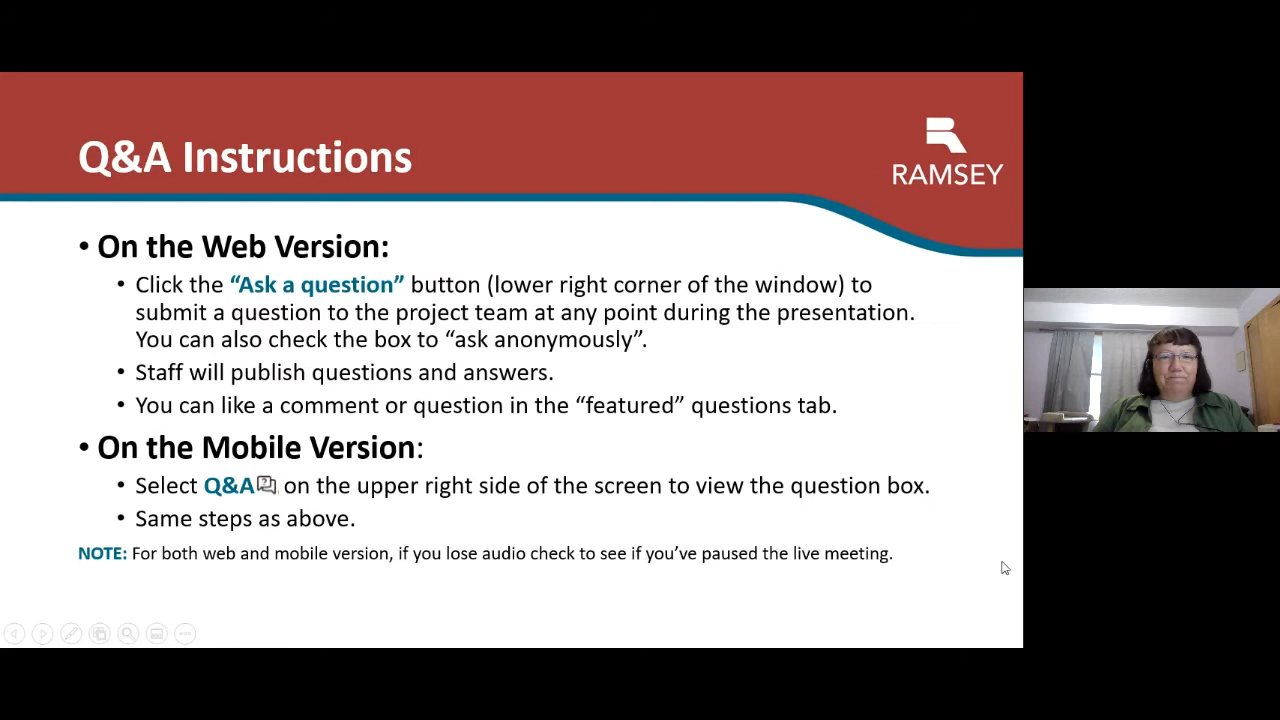 Q&A Instructions
RAMSEY
• On the Web Version:
• Click the “Ask a question” button (lower right corner of the window) to
submit a question to the project team at any point during the presentation.
You can also check the box to “ask anonymously”.
• Staff will publish questions and answers.
• You can like a comment or question in the “featured” questions tab.
• On the Mobile Version:
• Select Q&A on the upper right side of the screen to view the question box.
• Same steps as above.
NOTE: For both web and mobile version, if you lose audio check to see if you’ve paused the live meeting.